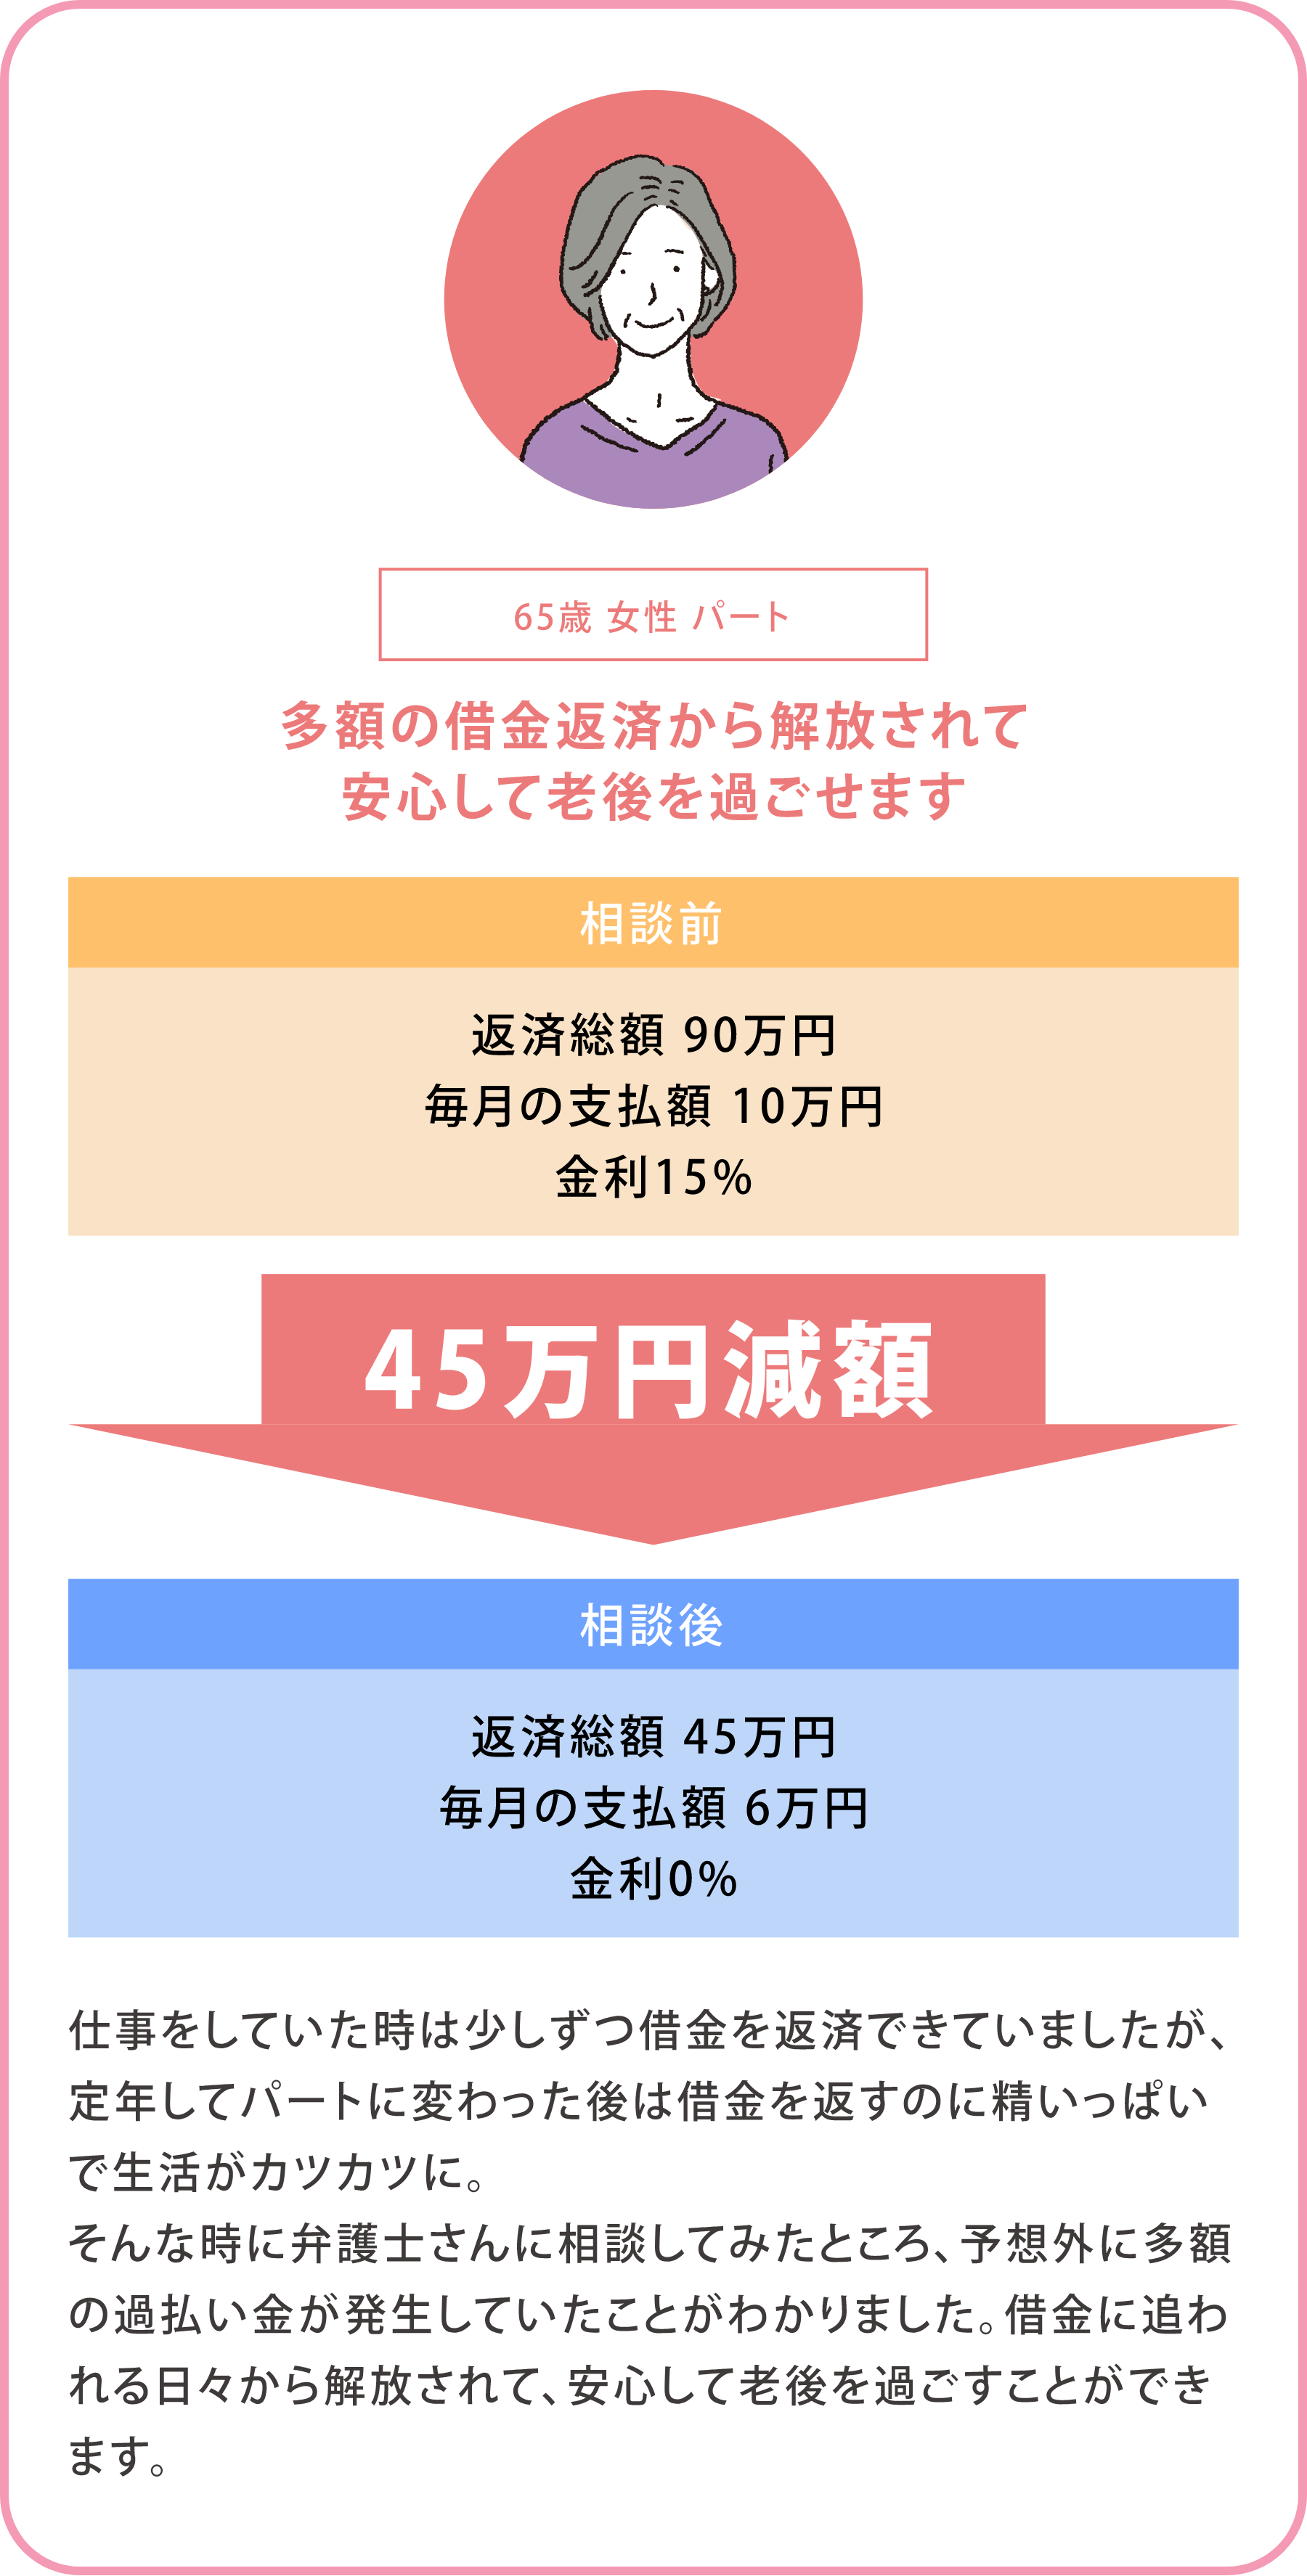 65歳 女性 パート
多額の借金返済から解放されて
安心して老後を過ごせます
相談前
返済総額 90万円
毎月の支払額 10万円
金利15%
45万円減額
相談後
返済総額 45万円
毎月の支払額 6万円
金利0%
仕事をしていた時は少しずつ借金を返済できていましたが、
定年してパートに変わった後は借金を返すのに精いっぱい
で生活がカツカツに。
そんな時に弁護士さんに相談してみたところ、予想外に多額
の過払い金が発生していたことがわかりました。借金に追わ
れる日々から解放されて、安心して老後を過ごすことができ
ます。